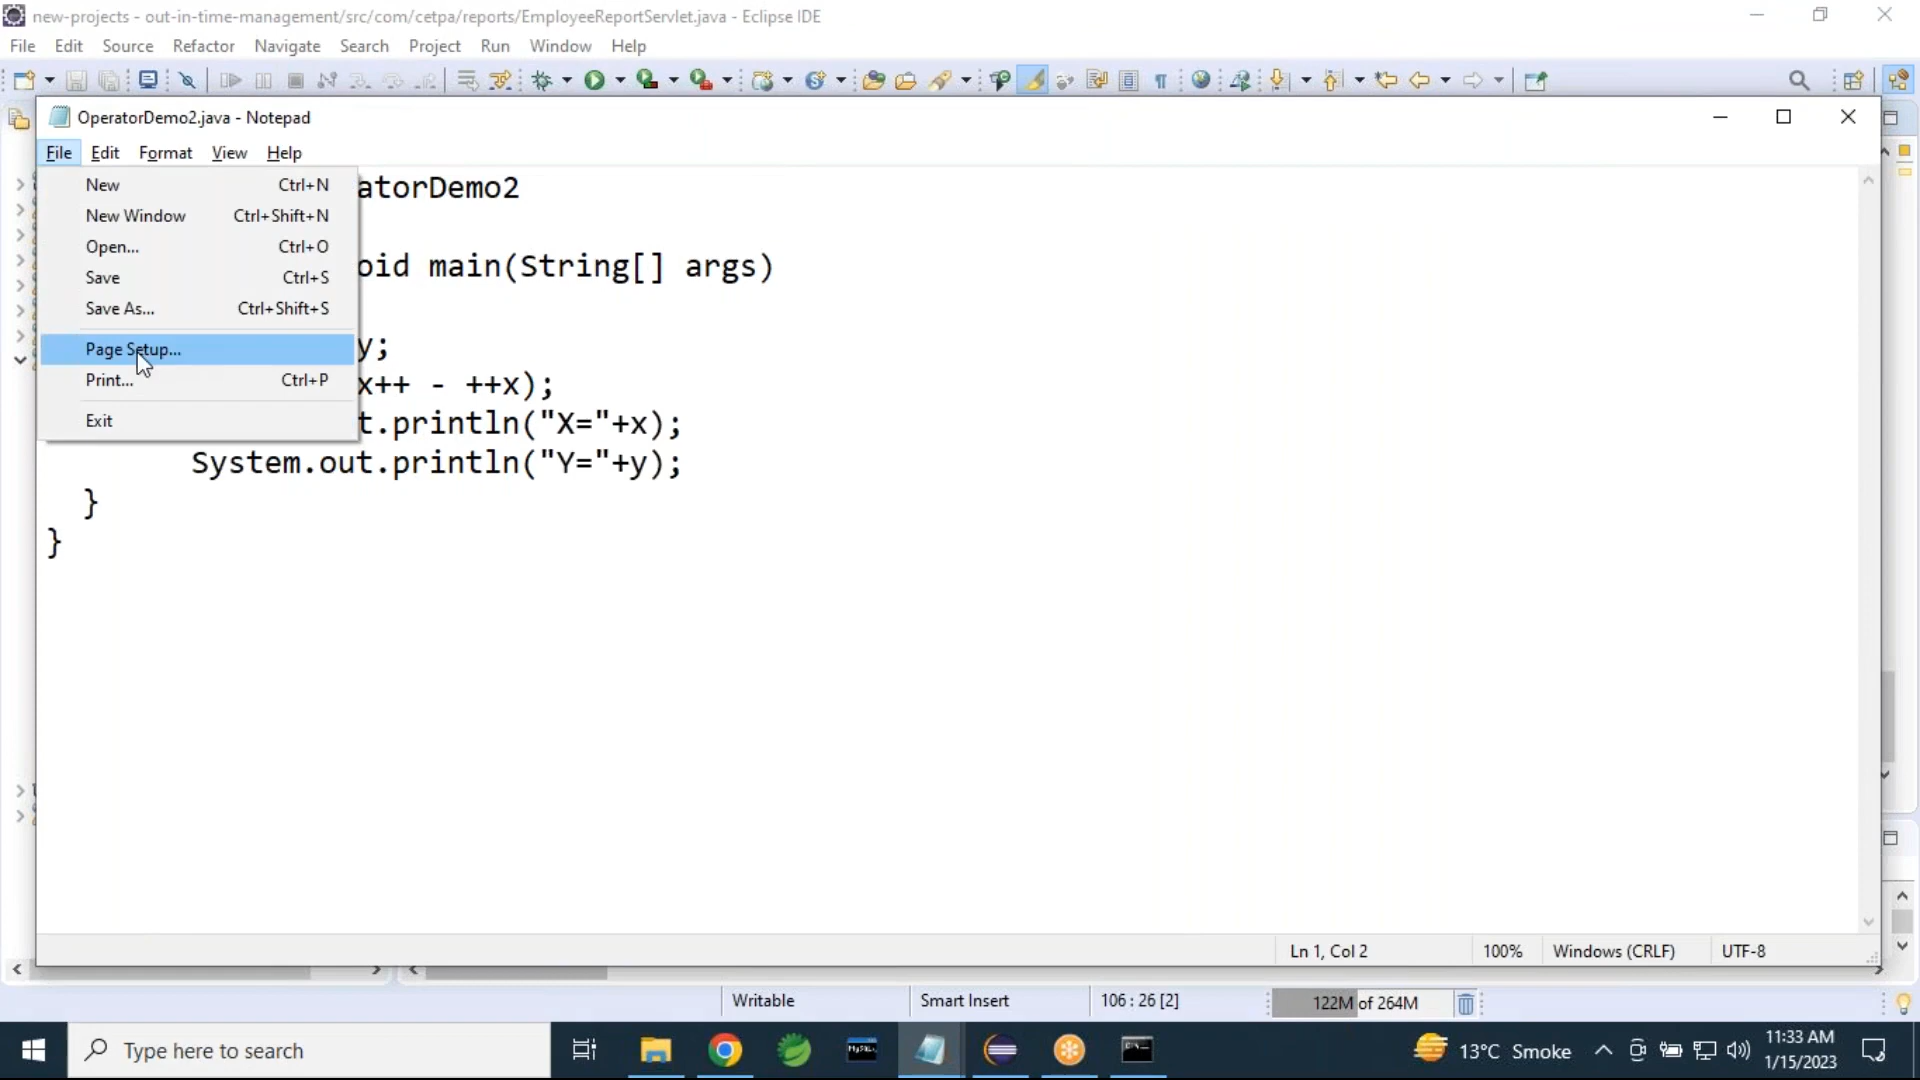 new-projects - out-in-time-management/src/com/cetpa/reports/EmployeeReportServlet.java - Eclipse IDE
File Edit Source Refactor Navigate Search Project Run Window Help
OperatorDemo2.java - Notepad
File Edit Format View Help
New Ctrl+N
New Window Ctrl+Shift+N
Open... Ctrl+O
Save Ctrl+S
Save As... Ctrl+Shift+S
Page Setup...
Print... Ctrl+P
Exit
atorDemo2
oid main(String[] args)
y;
x++ - ++x);
t.println("X="+x);
System.out.println("Y="+y);
}
}
Ln 1, Col 2 100% Windows (CRLF) UTF-8
Writable Smart Insert 106 : 26 [2] 122M of 264M
Type here to search
13°C Smoke
11:33 AM
1/15/2023